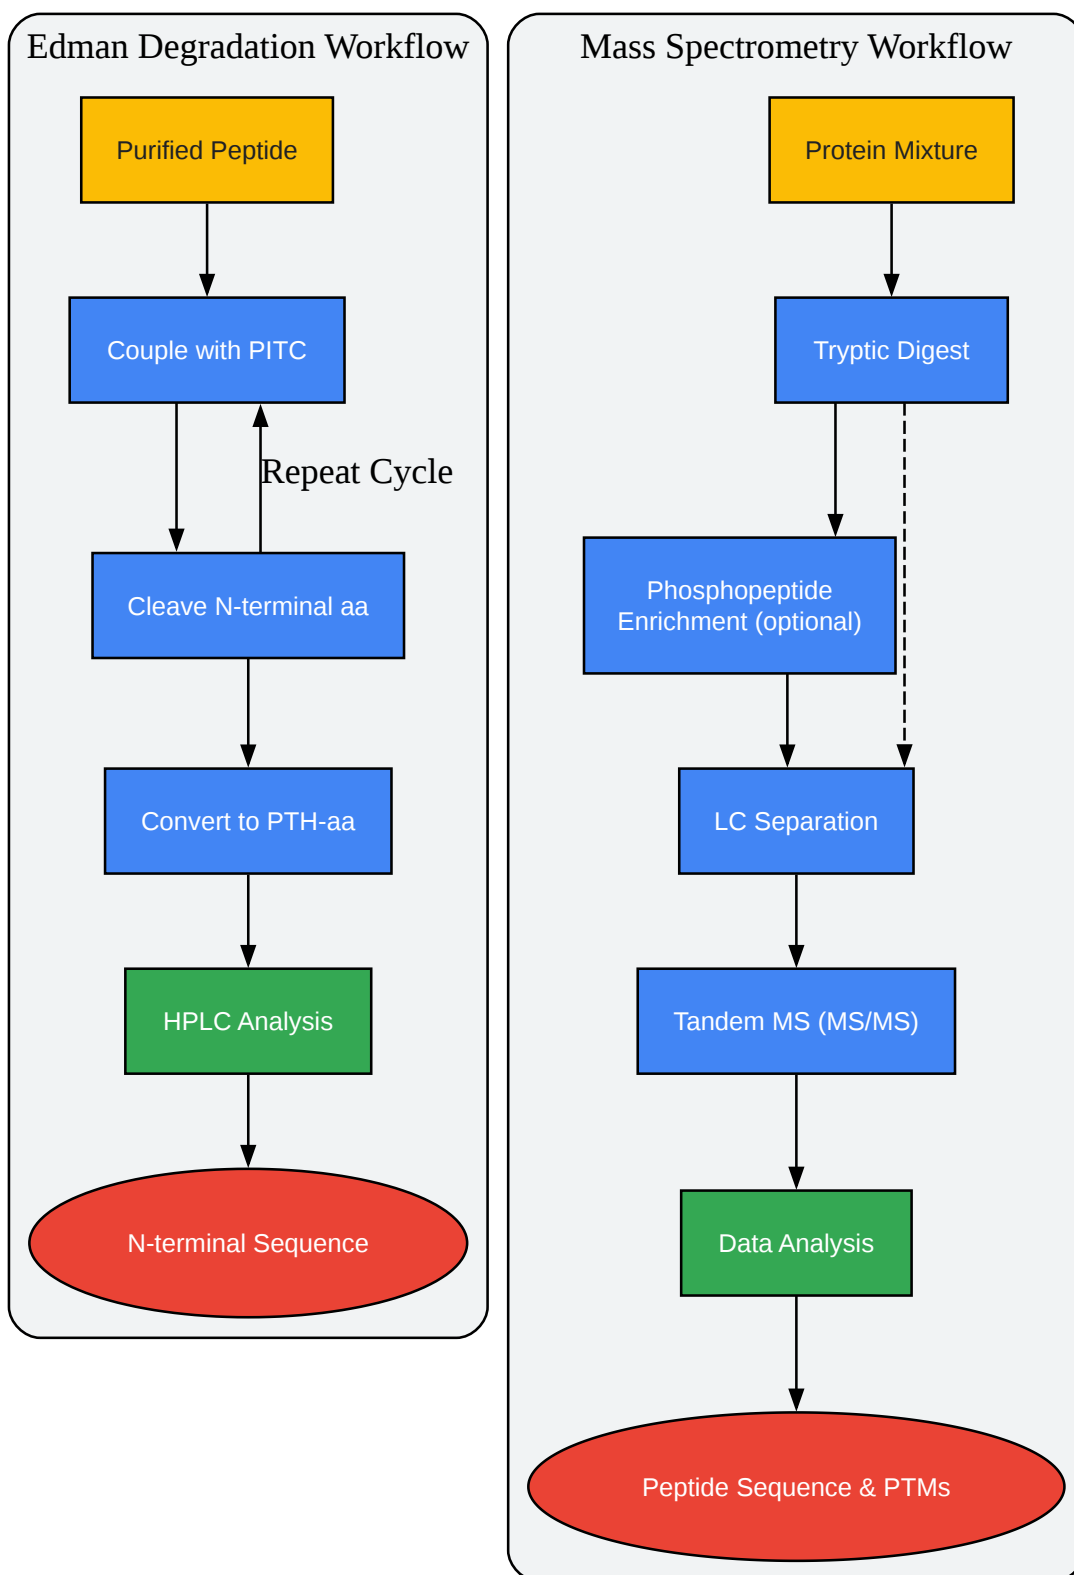 Edman Degradation Workflow
Purified Peptide
Couple with PITC
Repeat Cycle
Cleave N-terminal aa
Convert to PTH-aa
HPLC Analysis
N-terminal Sequence
Mass Spectrometry Workflow
Protein Mixture
Tryptic Digest
Phosphopeptide
Enrichment (optional)
LC Separation
Tandem MS (MS/MS)
Data Analysis
Peptide Sequence & PTMs